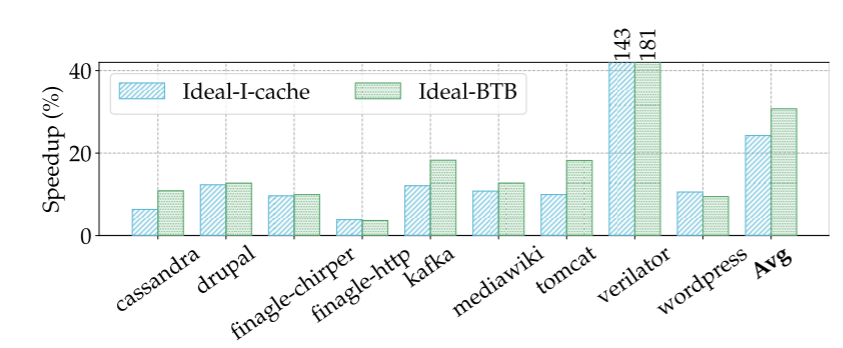 143 181
Speedup (%)
40
20
0
Ideal-I-cache Ideal-BTB
cassandra
drupal
finagle-chirper
finagle-http
kafka
mediawiki
tomcat
verilator
wordpress
Avg